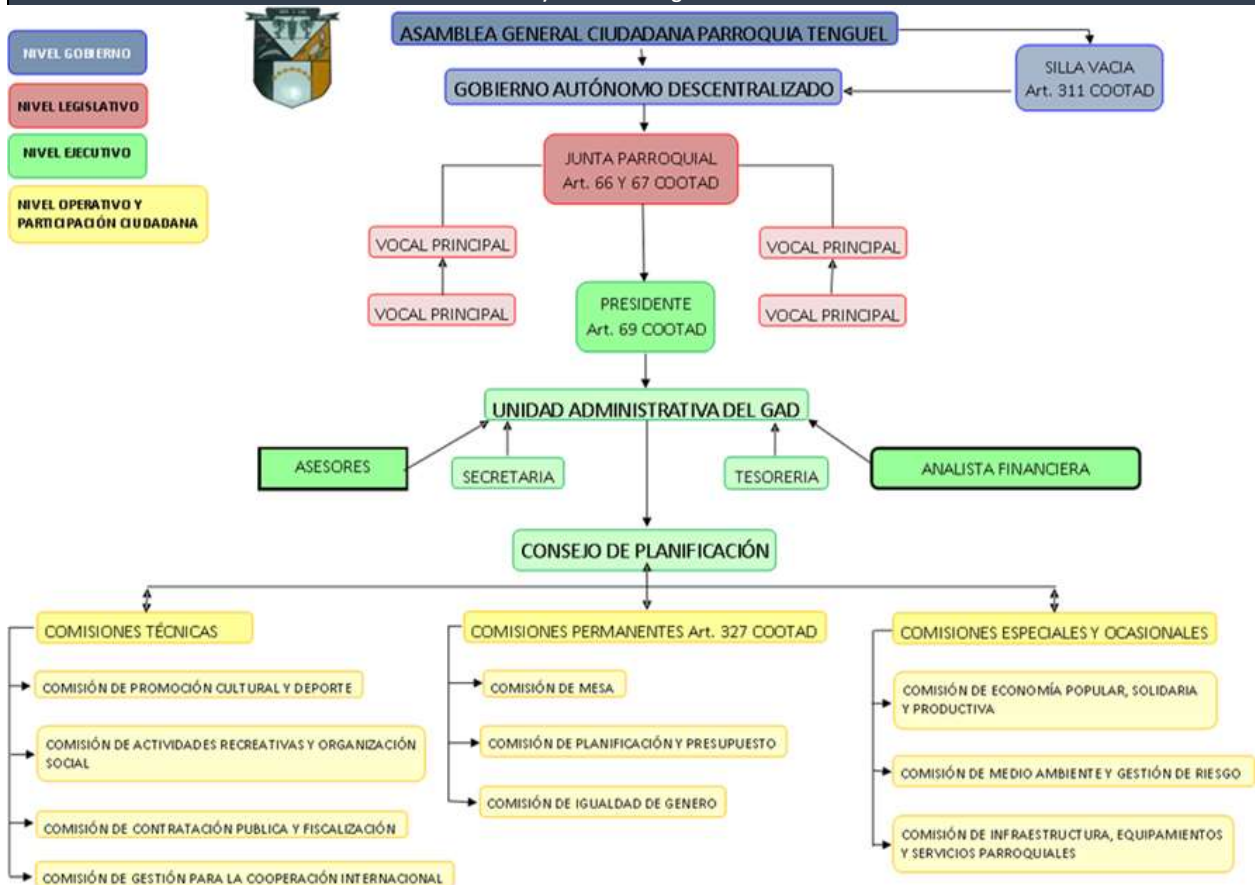 ASAMBLEA GENERAL CIUDADANA PARROQUIA TENGUEL
NIVEL GOBIERNO
SILLA VACIA
Art. 311 COOTAD
GOBIERNO AUTÓNOMO DESCENTRALIZADO
NIVEL LEGISLATIVO
NIVEL EJECUTIVO
NIVEL OPERATIVO Y
PARTICIPACIÓN CIUDADANA
JUNTA PARROQUIAL
Art. 66 Y 67 COOTAD
VOCAL PRINCIPAL
VOCAL PRINCIPAL
VOCAL PRINCIPAL
VOCAL PRINCIPAL
PRESIDENTE
Art. 69 COOTAD
UNIDAD ADMINISTRATIVA DEL GAD
ASESORES
SECRETARIA
TESORERIA
ANALISTA FINANCIERA
CONSEJO DE PLANIFICACIÓN
COMISIONES TÉCNICAS
COMISIÓN DE PROMOCIÓN CULTURAL Y DEPORTE
COMISIÓN DE ACTIVIDADES RECREATIVAS Y ORGANIZACIÓN
SOCIAL
COMISIÓN DE CONTRATACIÓN PUBLICA Y FISCALIZACIÓN
COMISIÓN DE GESTIÓN PARA LA COOPERACIÓN INTERNACIONAL
COMISIONES PERMANENTES Art. 327 COOTAD
COMISIÓN DE MESA
COMISIÓN DE PLANIFICACIÓN Y PRESUPUESTO
COMISIÓN DE IGUALDAD DE GENERO
COMISIONES ESPECIALES Y OCASIONALES
COMISIÓN DE ECONOMÍA POPULAR, SOLIDARIA
Y PRODUCTIVA
COMISIÓN DE MEDIO AMBIENTE Y GESTIÓN DE RIESGO
COMISIÓN DE INFRAESTRUCTURA, EQUIPAMIENTOS
Y SERVICIOS PARROQUIALES